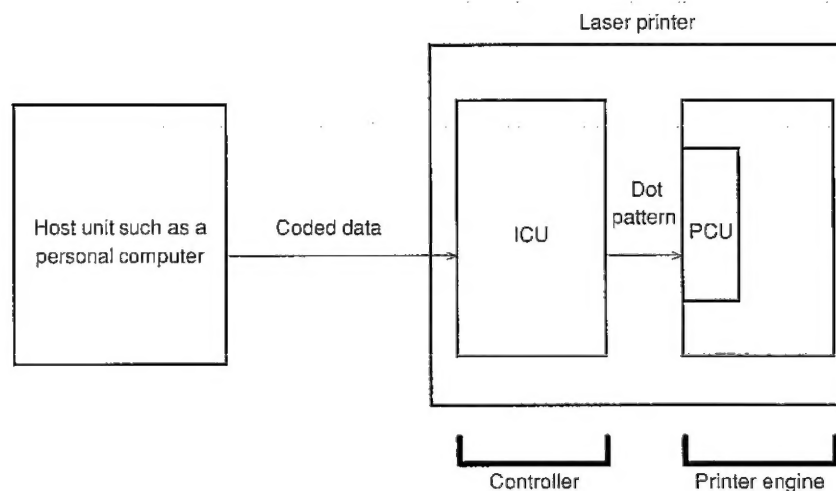 Laser printer
Host unit such as a
personal computer
Coded data
ICU
Dot
pattern
PCU
Controller
Printer engine